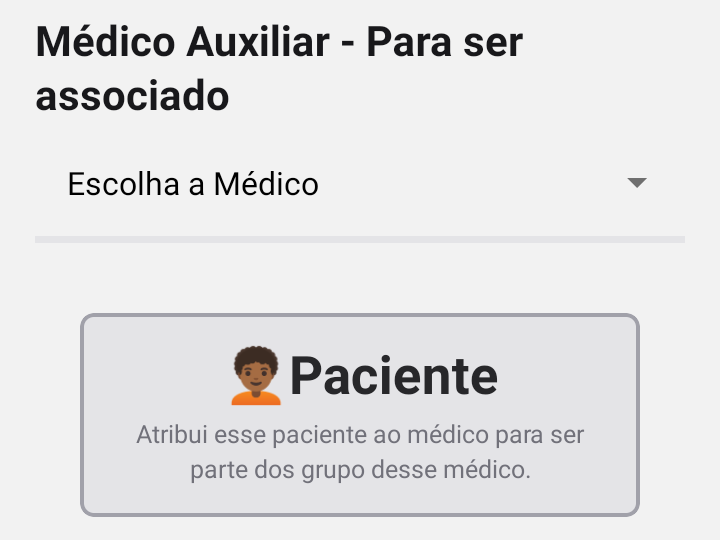 Médico Auxiliar - Para ser
associado
Escolha a Médico
Paciente
Atribui esse paciente ao médico para ser
parte dos grupo desse médico.